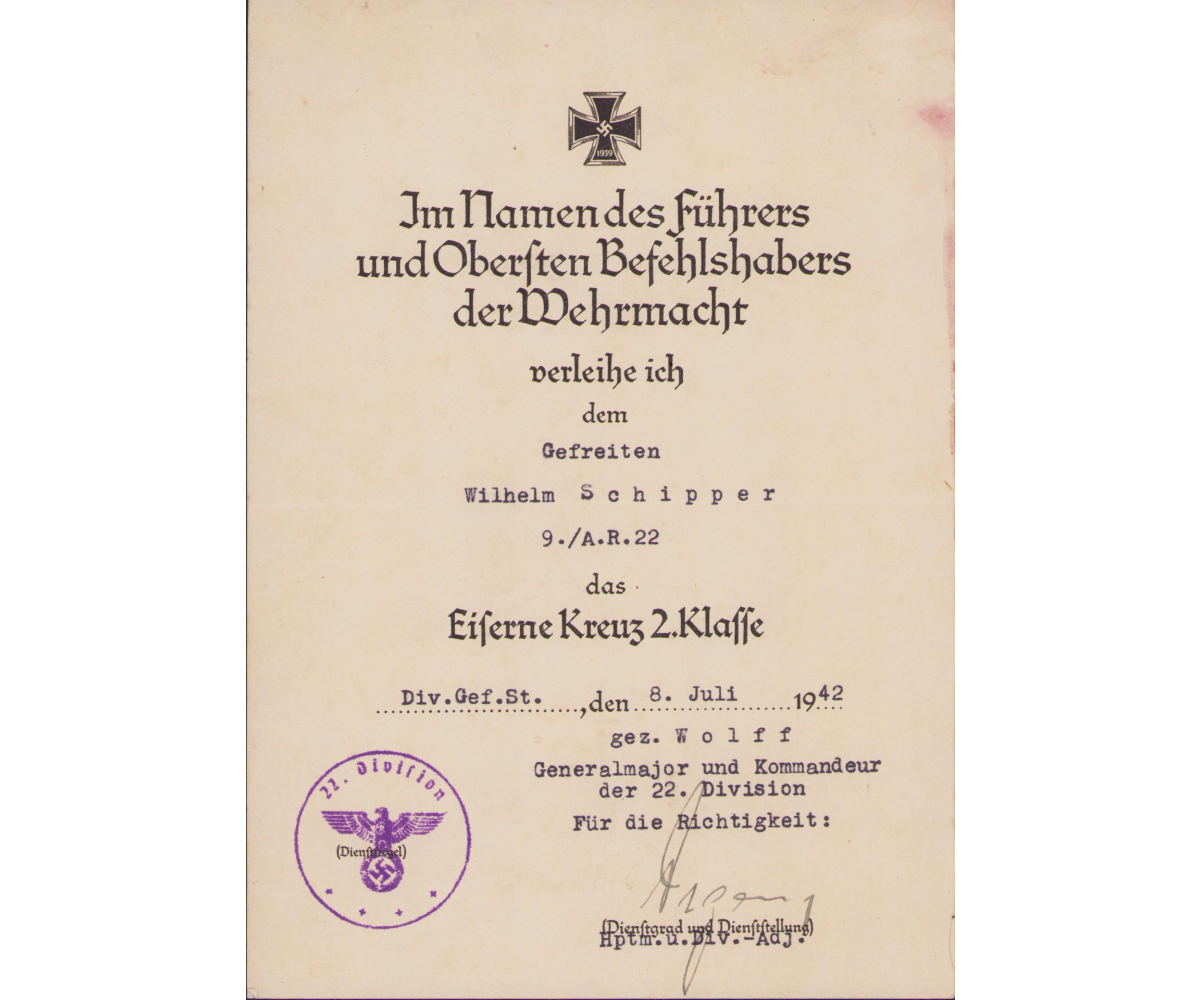 1939
Im Namen des Führers
und Oberſten Befehlshabers
der Wehrmacht
verleihe ich
dem
Gefreiten
Wilhelm S c h i p p e r
9./A.R.22
das
Eiſerne Kreuz 2.Klaſſe
Div.Gef.St. , den 8. Juli 1942
gez. W o l f f
Generalmajor und Kommandeur
der 22. Division
Für die Richtigkeit:
22. Diviſion
(Dienſtſiegel)
(Dienſtgrad und Dienſtſtellung)
Hptm.u.Div.-Adj.